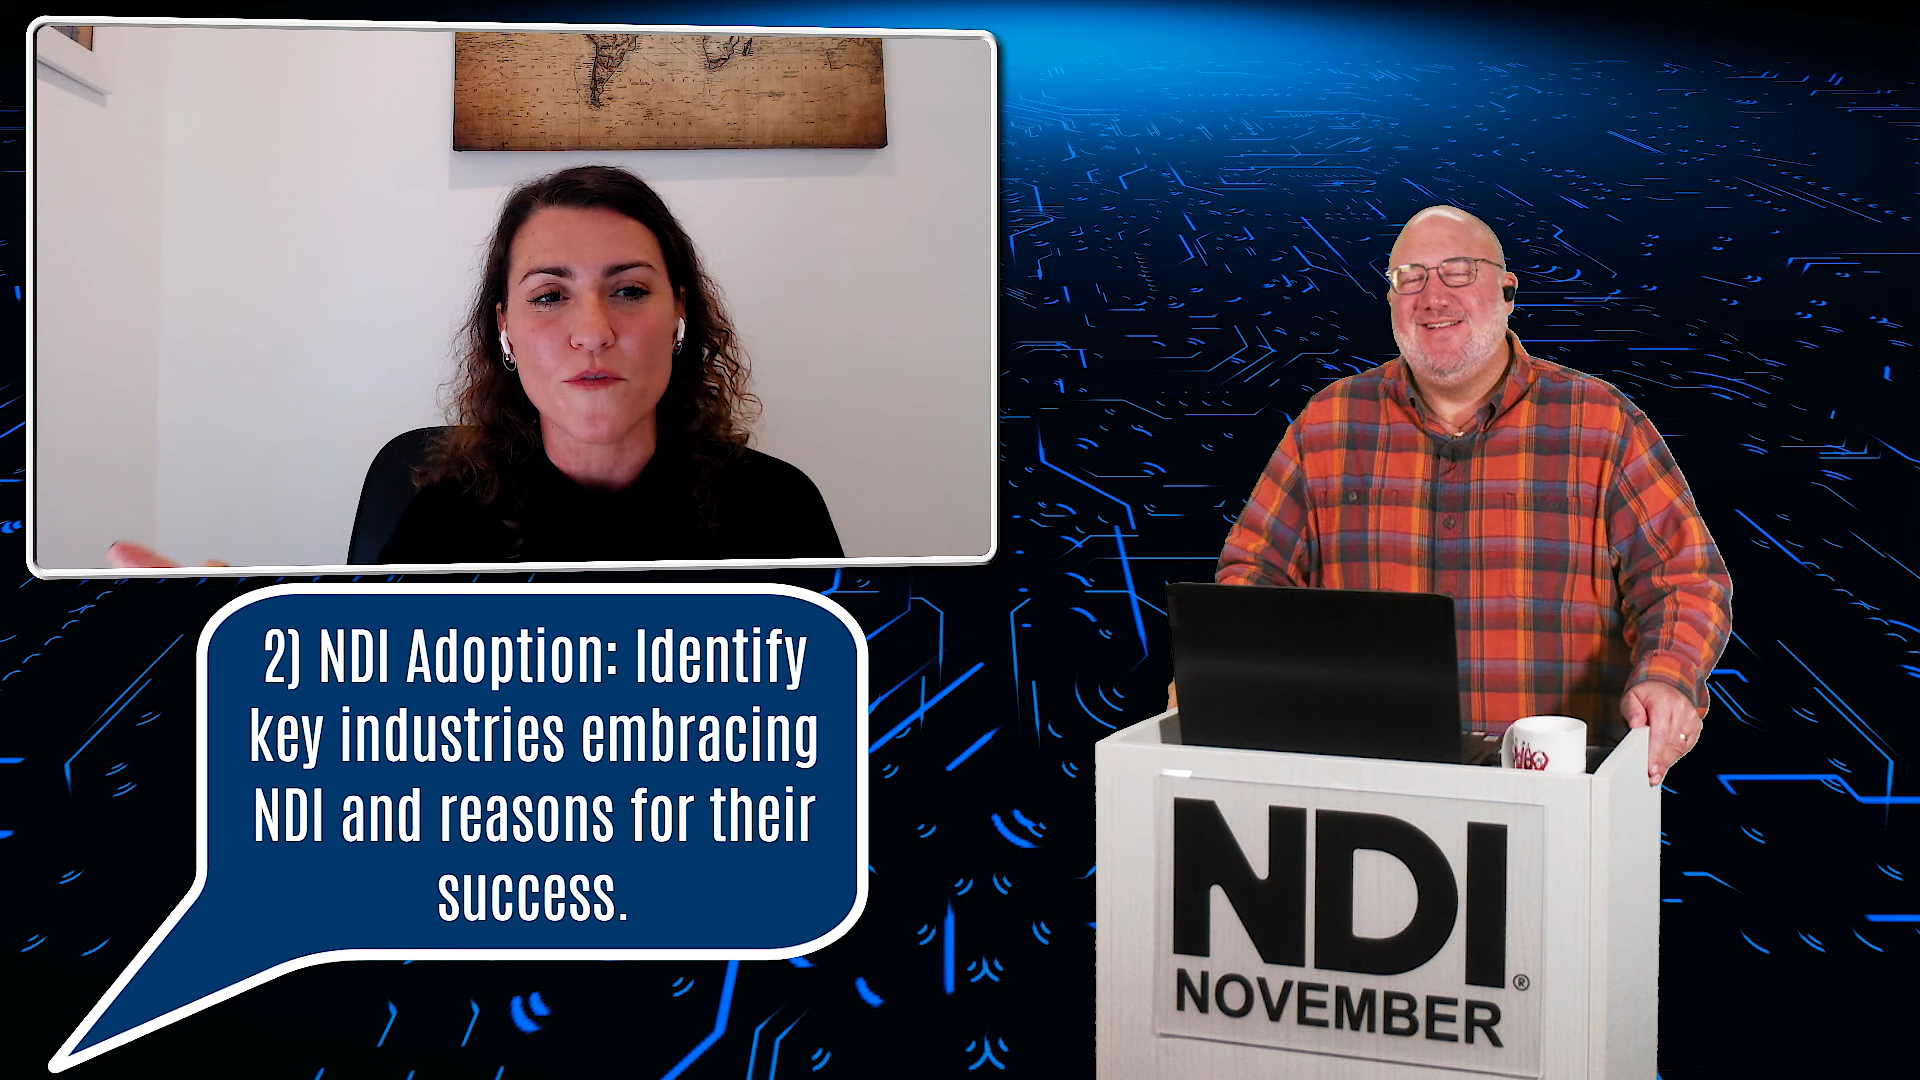 2) NDI Adoption: Identify
key industries embracing
NDI and reasons for their
success.
NDI®
NOVEMBER